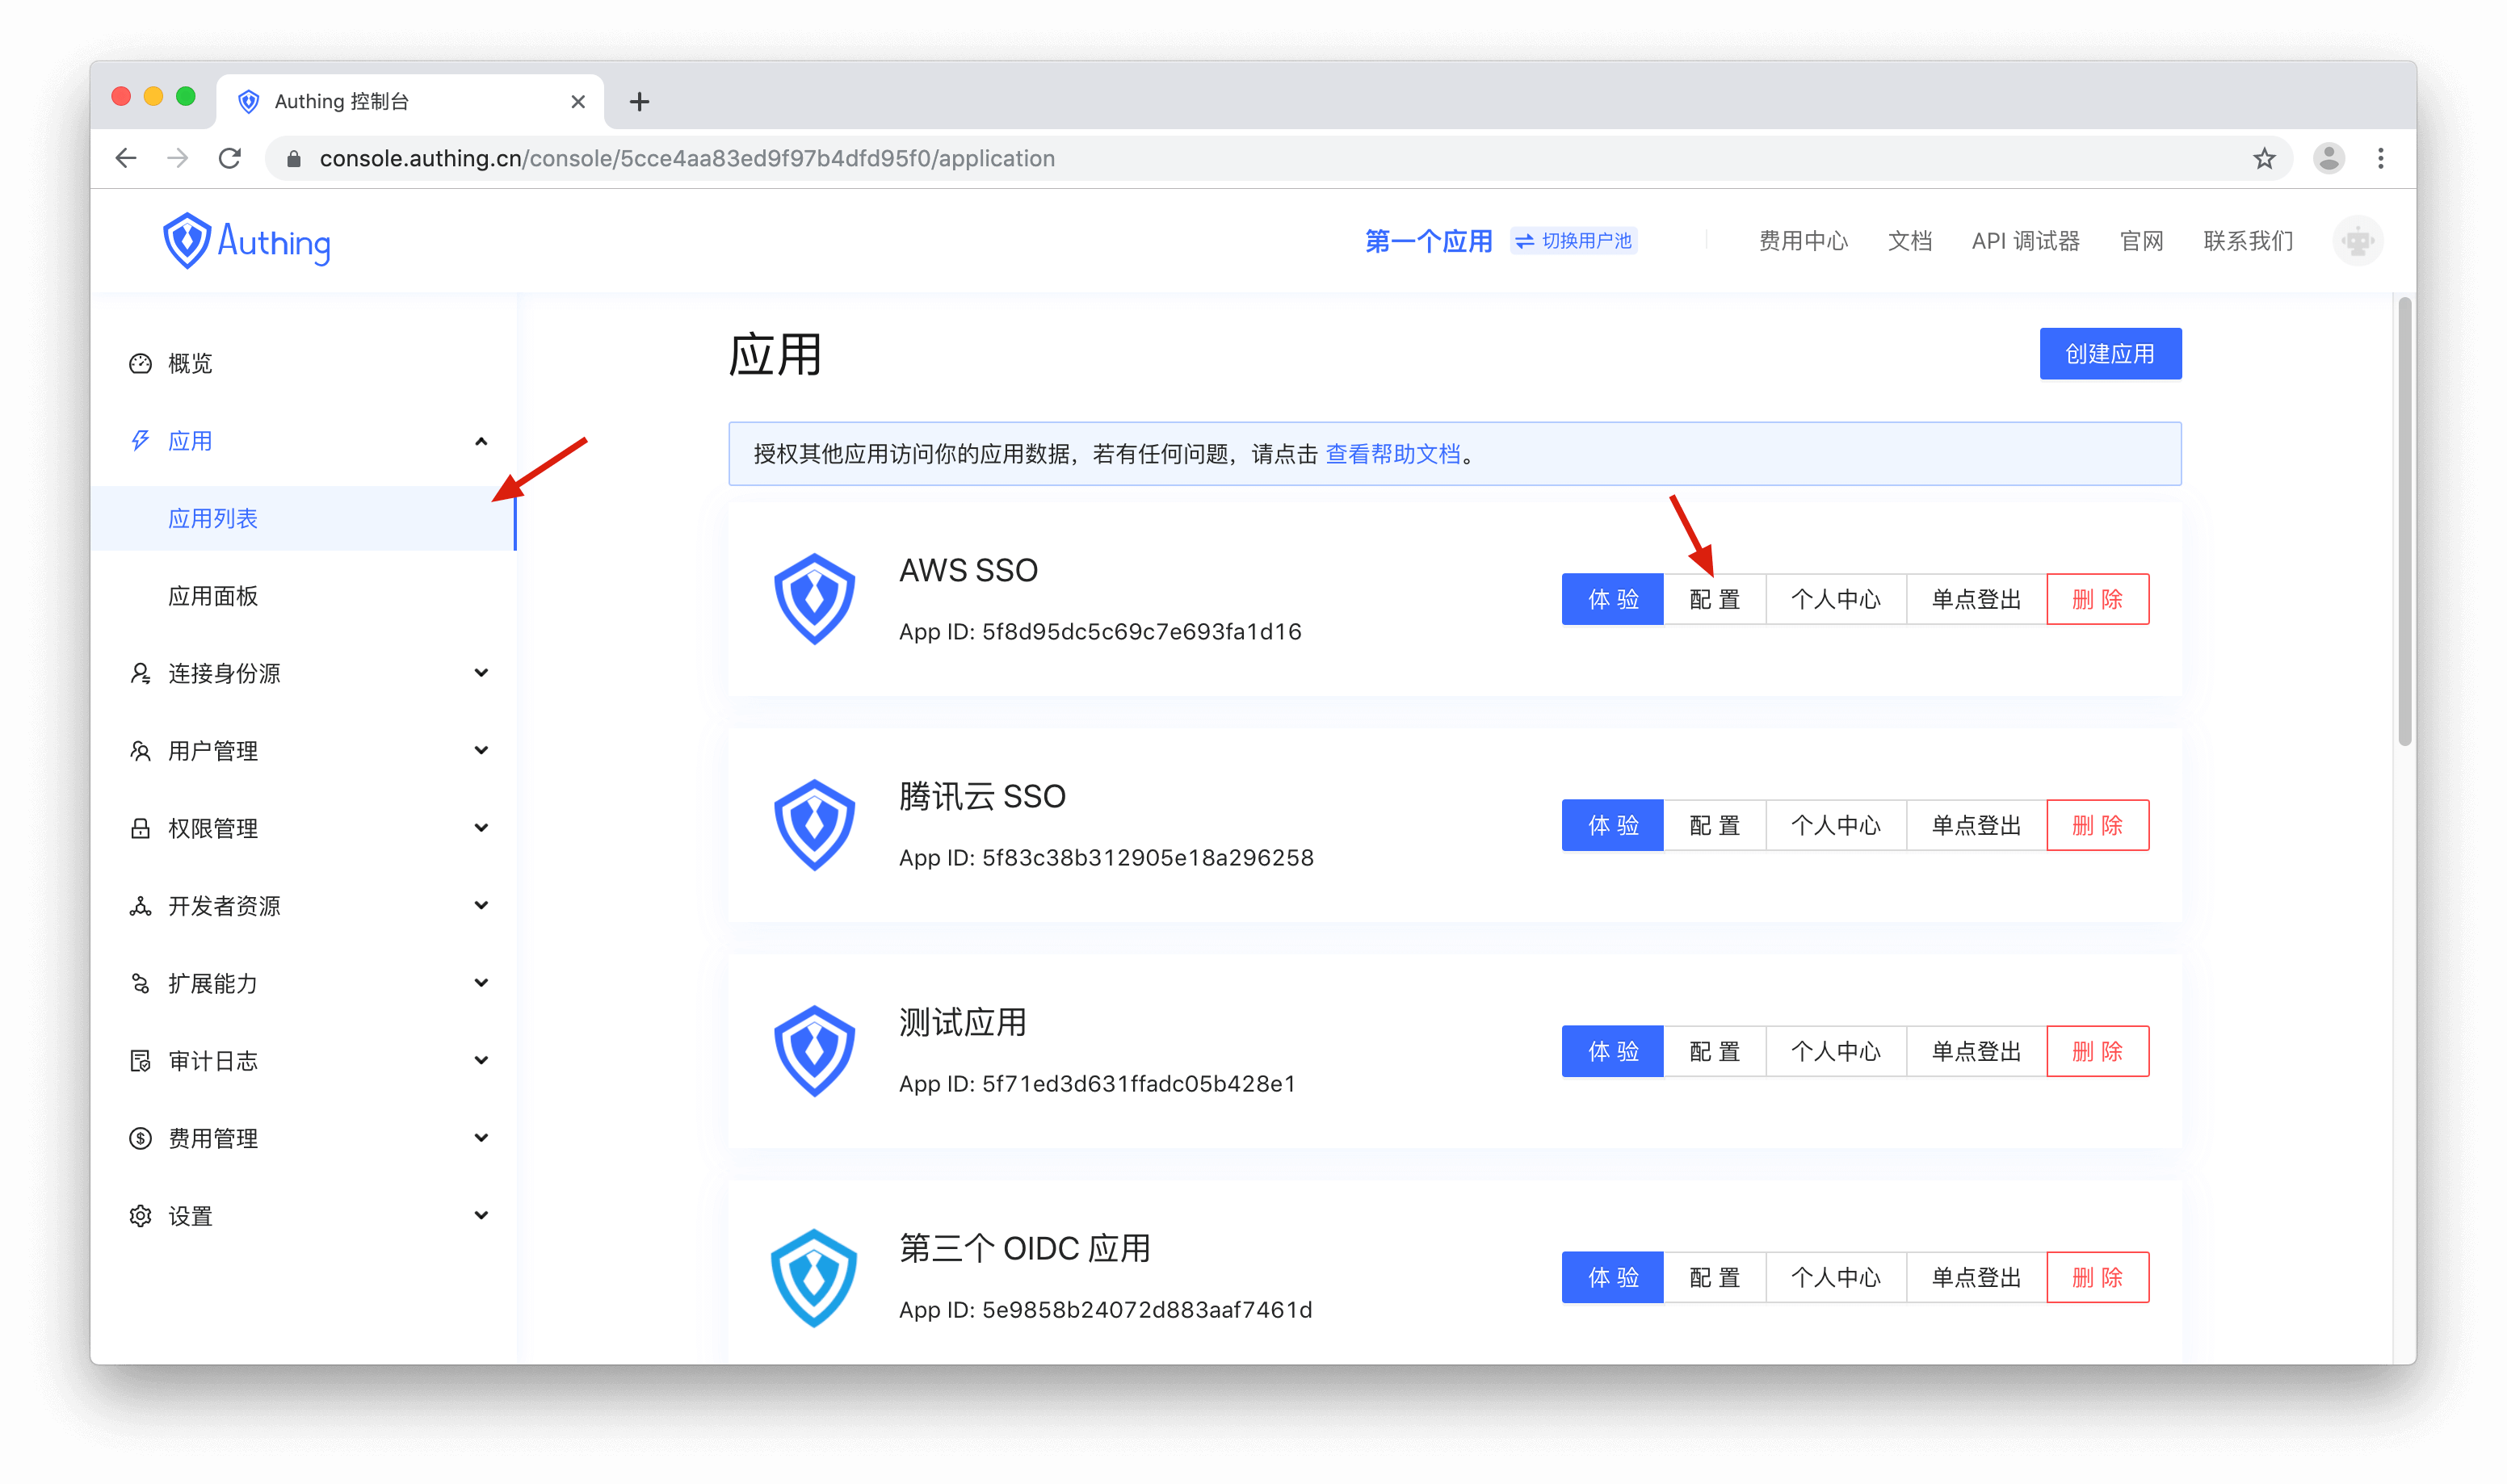 Authing 控制台
console.authing.cn/console/5cce4aa83ed9f97b4dfd95f0/application
Authing
第一个应用 切换用户池 费用中心 文档 API 调试器 官网 联系我们
概览
应用
应用列表
应用面板
连接身份源
用户管理
权限管理
开发者资源
扩展能力
审计日志
费用管理
设置
应用
创建应用
授权其他应用访问你的应用数据，若有任何问题，请点击 查看帮助文档。
AWS SSO
App ID: 5f8d95dc5c69c7e693fa1d16
体 验 配 置 个人中心 单点登出 删 除
腾讯云 SSO
App ID: 5f83c38b312905e18a296258
体 验 配 置 个人中心 单点登出 删 除
测试应用
App ID: 5f71ed3d631ffadc05b428e1
体 验 配 置 个人中心 单点登出 删 除
第三个 OIDC 应用
App ID: 5e9858b24072d883aaf7461d
体 验 配 置 个人中心 单点登出 删 除